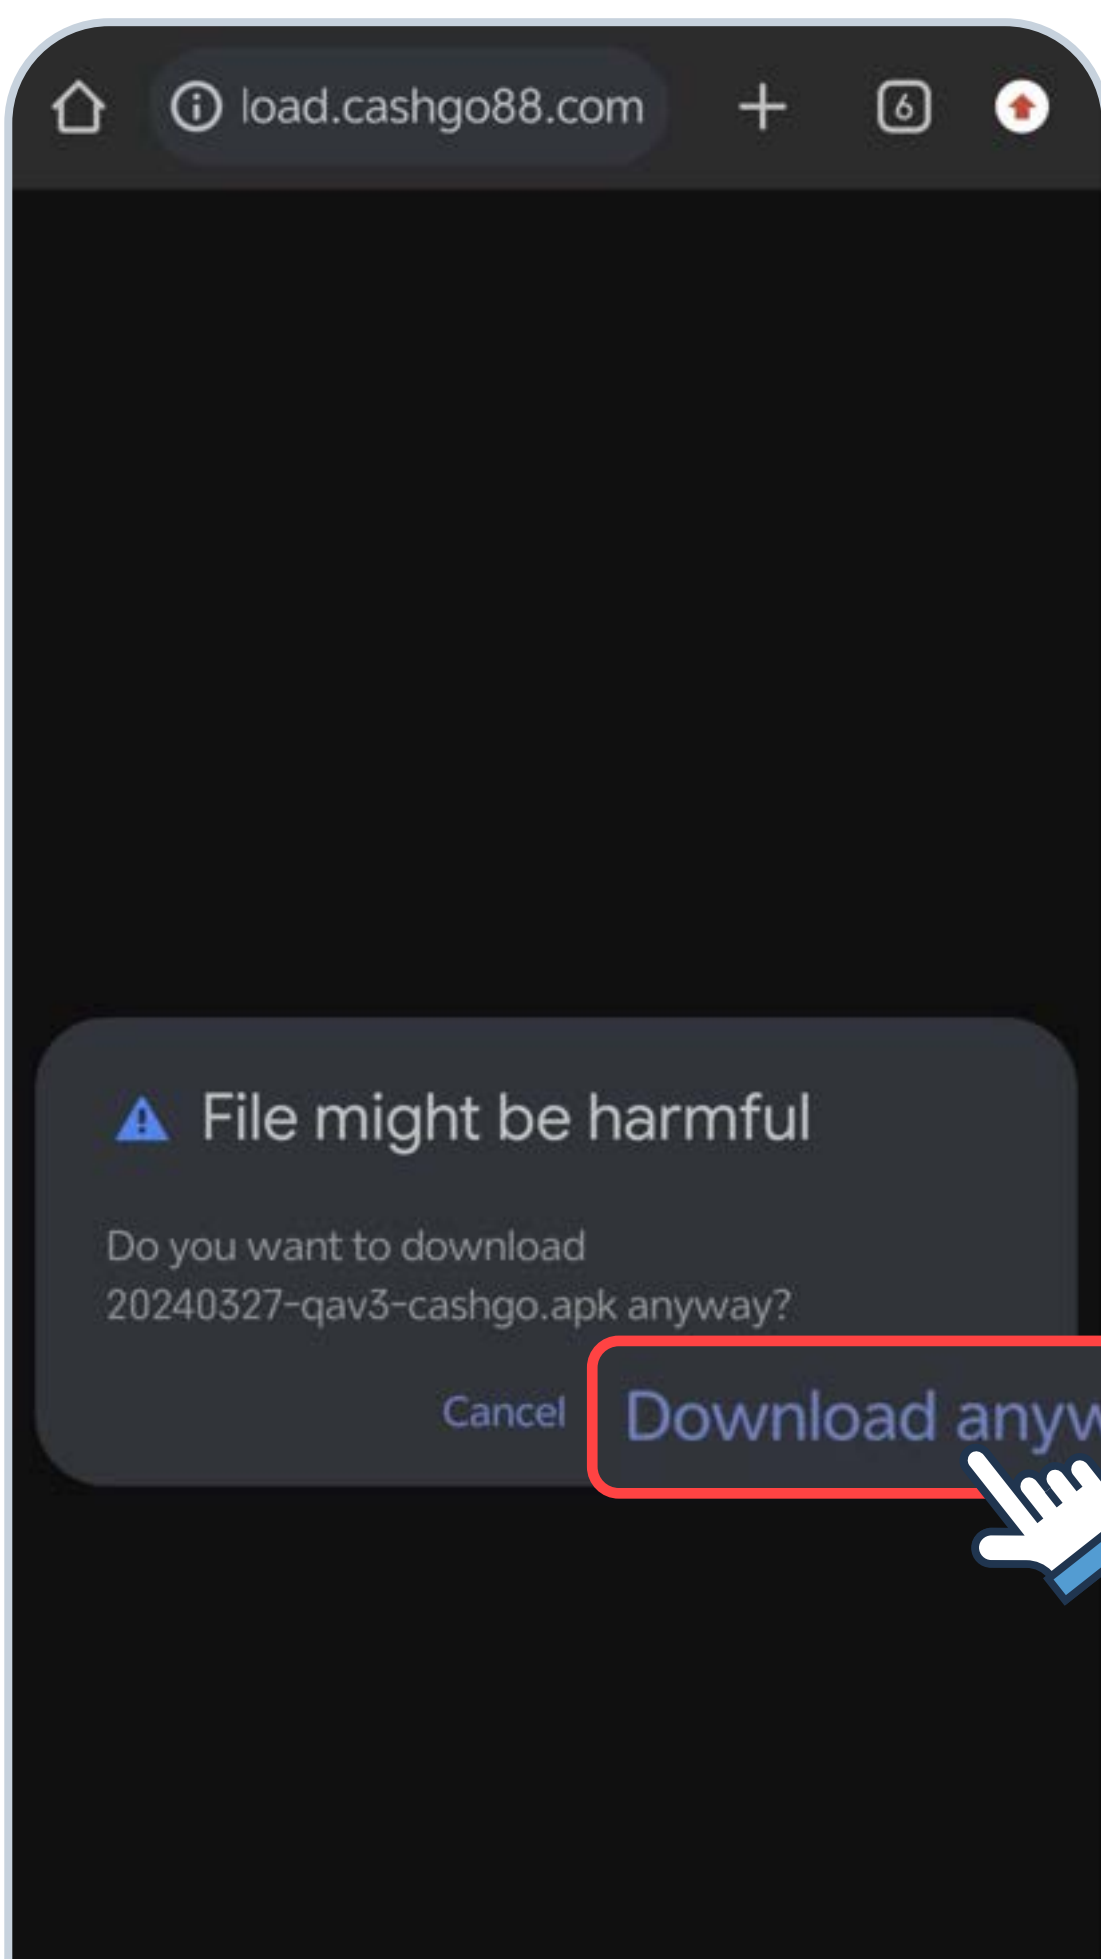 load.cashgo88.com
6
File might be harmful
Do you want to download
20240327-qav3-cashgo.apk anyway?
Cancel
Download anyw